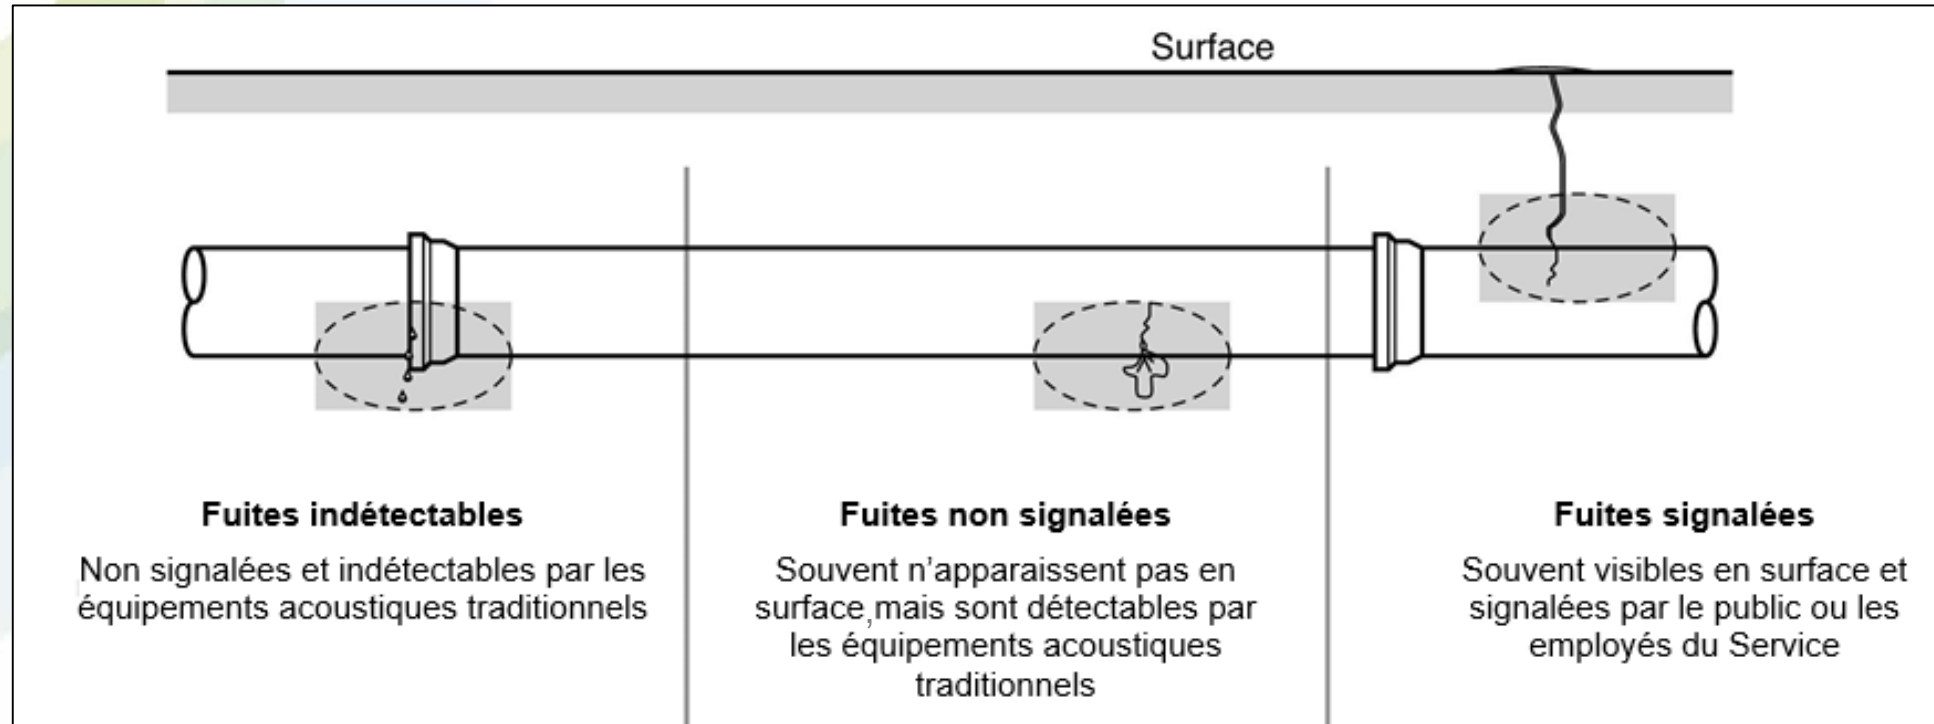 Surface
Fuites indétectables
Non signalées et indétectables par les
équipements acoustiques traditionnels
Fuites non signalées
Souvent n'apparaissent pas en
surface,mais sont détectables par
les équipements acoustiques
traditionnels
Fuites signalées
Souvent visibles en surface et
signalées par le public ou les
employés du Service